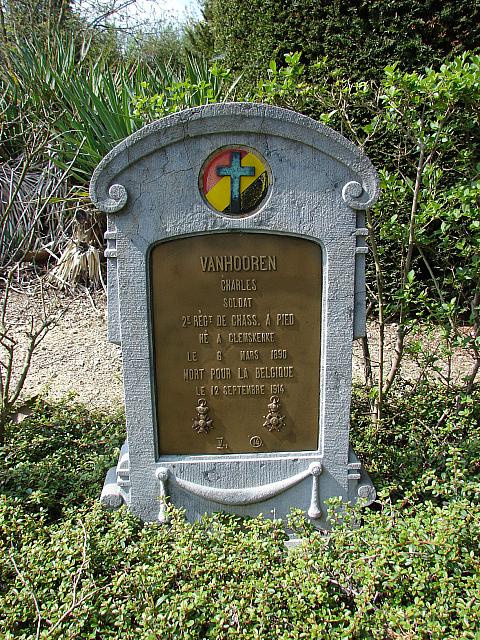 VANHOOREN
CHARLES
SOLDAT
2E REGT DE CHASS. A PIED
NÉ A CLEMSKERKE
LE 6 MARS 1890
MORT POUR LA BELGIQUE
LE 12 SEPTEMBRE 1914
V.